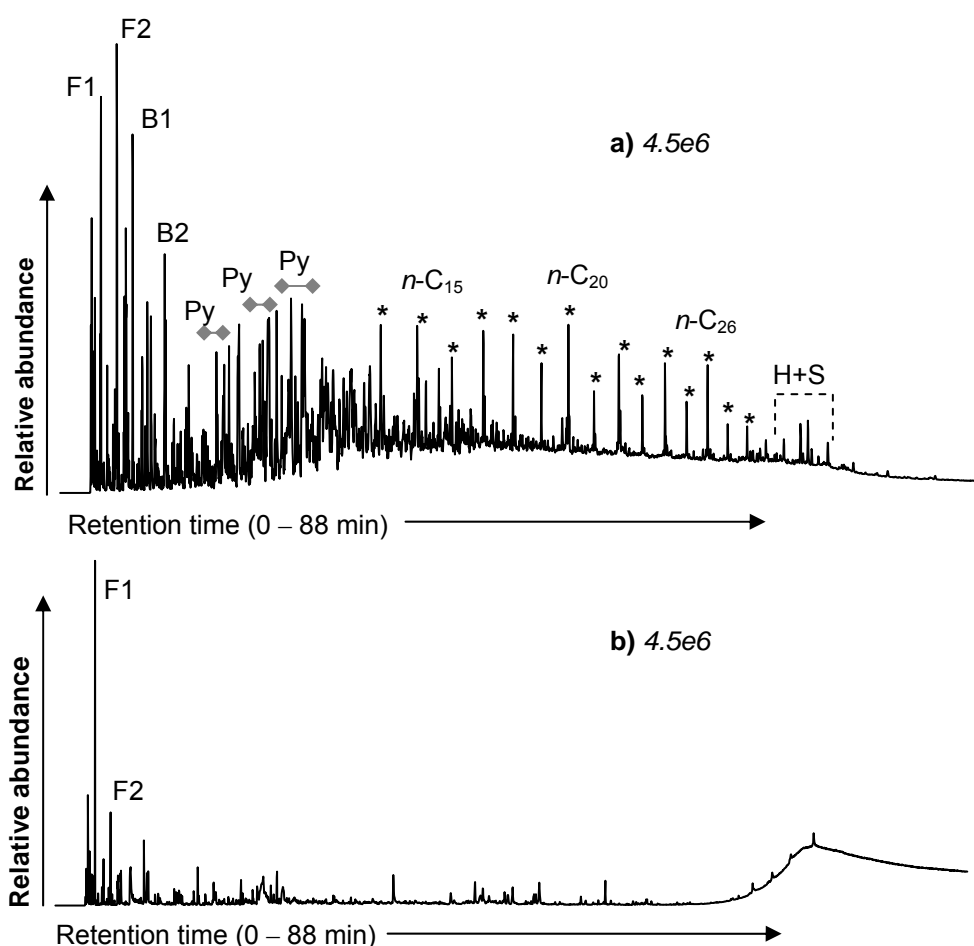 F2
F1
B1
a) 4.5e6
B2
Py
Py
Py
n-C₁₅
n-C₂₀
n-C₂₆
H+S
* * * * * * * * * * * * * * *
Relative abundance
Retention time (0 – 88 min)
F1
b) 4.5e6
F2
Relative abundance
Retention time (0 – 88 min)